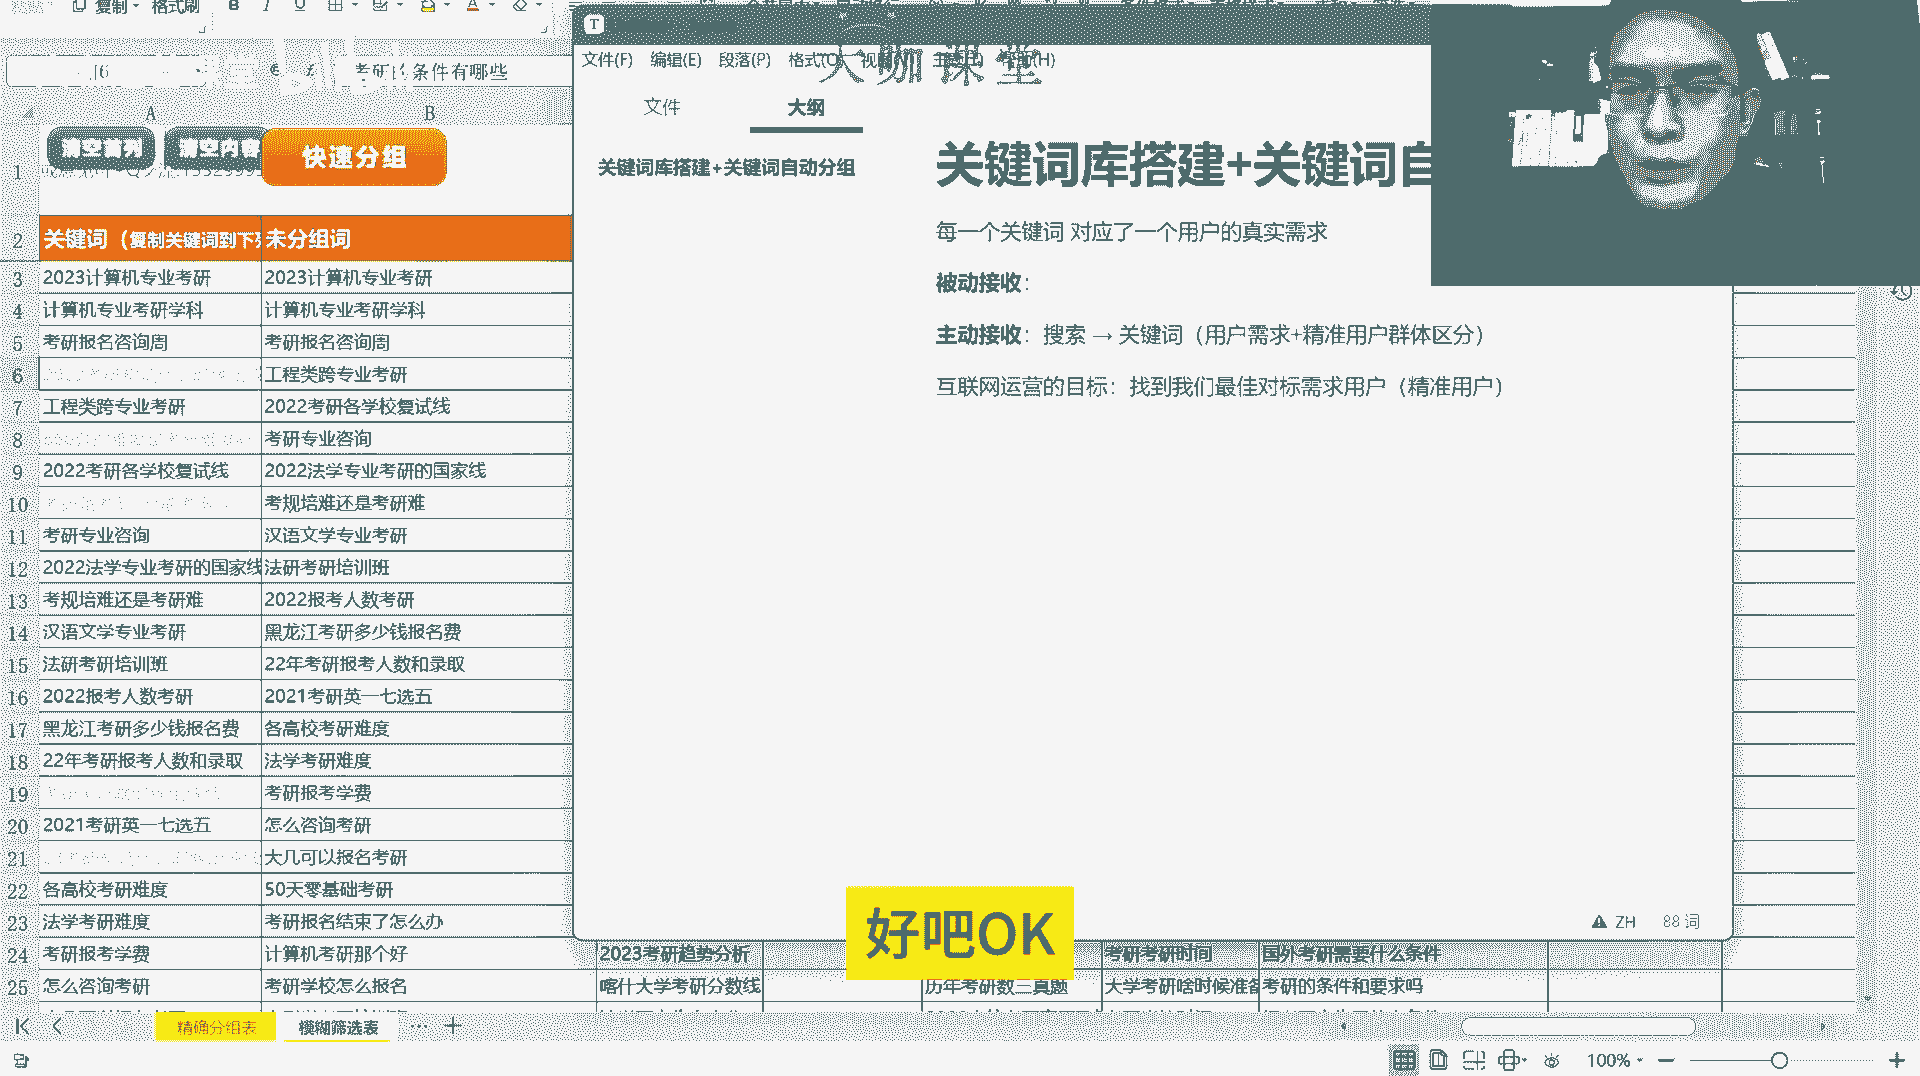 复制 格式刷
B I U A
考研的条件有哪些
A B
清空首列 清空内容 快速分组
1
2 关键词（复制关键词到下列 未分组词
3 2023计算机专业考研 2023计算机专业考研
4 计算机专业考研学科 计算机专业考研学科
5 考研报名咨询周 考研报名咨询周
6 工程类跨专业考研
7 工程类跨专业考研 2022考研各学校复试线
8 考研专业咨询
9 2022考研各学校复试线 2022法学专业考研的国家线
10 考规培难还是考研难
11 考研专业咨询 汉语文学专业考研
12 2022法学专业考研的国家线 法研考研培训班
13 考规培难还是考研难 2022报考人数考研
14 汉语文学专业考研 黑龙江考研多少钱报名费
15 法研考研培训班 22年考研报考人数和录取
16 2022报考人数考研 2021考研英一七选五
17 黑龙江考研多少钱报名费 各高校考研难度
18 22年考研报考人数和录取 法学考研难度
19 考研报考学费
20 2021考研英一七选五 怎么咨询考研
21 大几可以报名考研
22 各高校考研难度 50天零基础考研
23 法学考研难度 考研报名结束了怎么办
24 考研报考学费 计算机考研那个好 2023考研趋势分析 考研考研时间 国外考研需要什么条件
25 怎么咨询考研 考研学校怎么报名 喀什大学考研分数线 历年考研数三真题 大学考研啥时候准备 考研的条件和要求吗
精确分组表 模糊筛选表
100%
T
文件(F) 编辑(E) 段落(P) 格式(O)
大咖课堂
文件 大纲
关键词库搭建+关键词自动分组
关键词库搭建+关键词自
每一个关键词 对应了一个用户的真实需求
被动接收：
主动接收：搜索 → 关键词（用户需求+精准用户群体区分）
互联网运营的目标：找到我们最佳对标需求用户（精准用户）
ZH 88 词
好吧OK